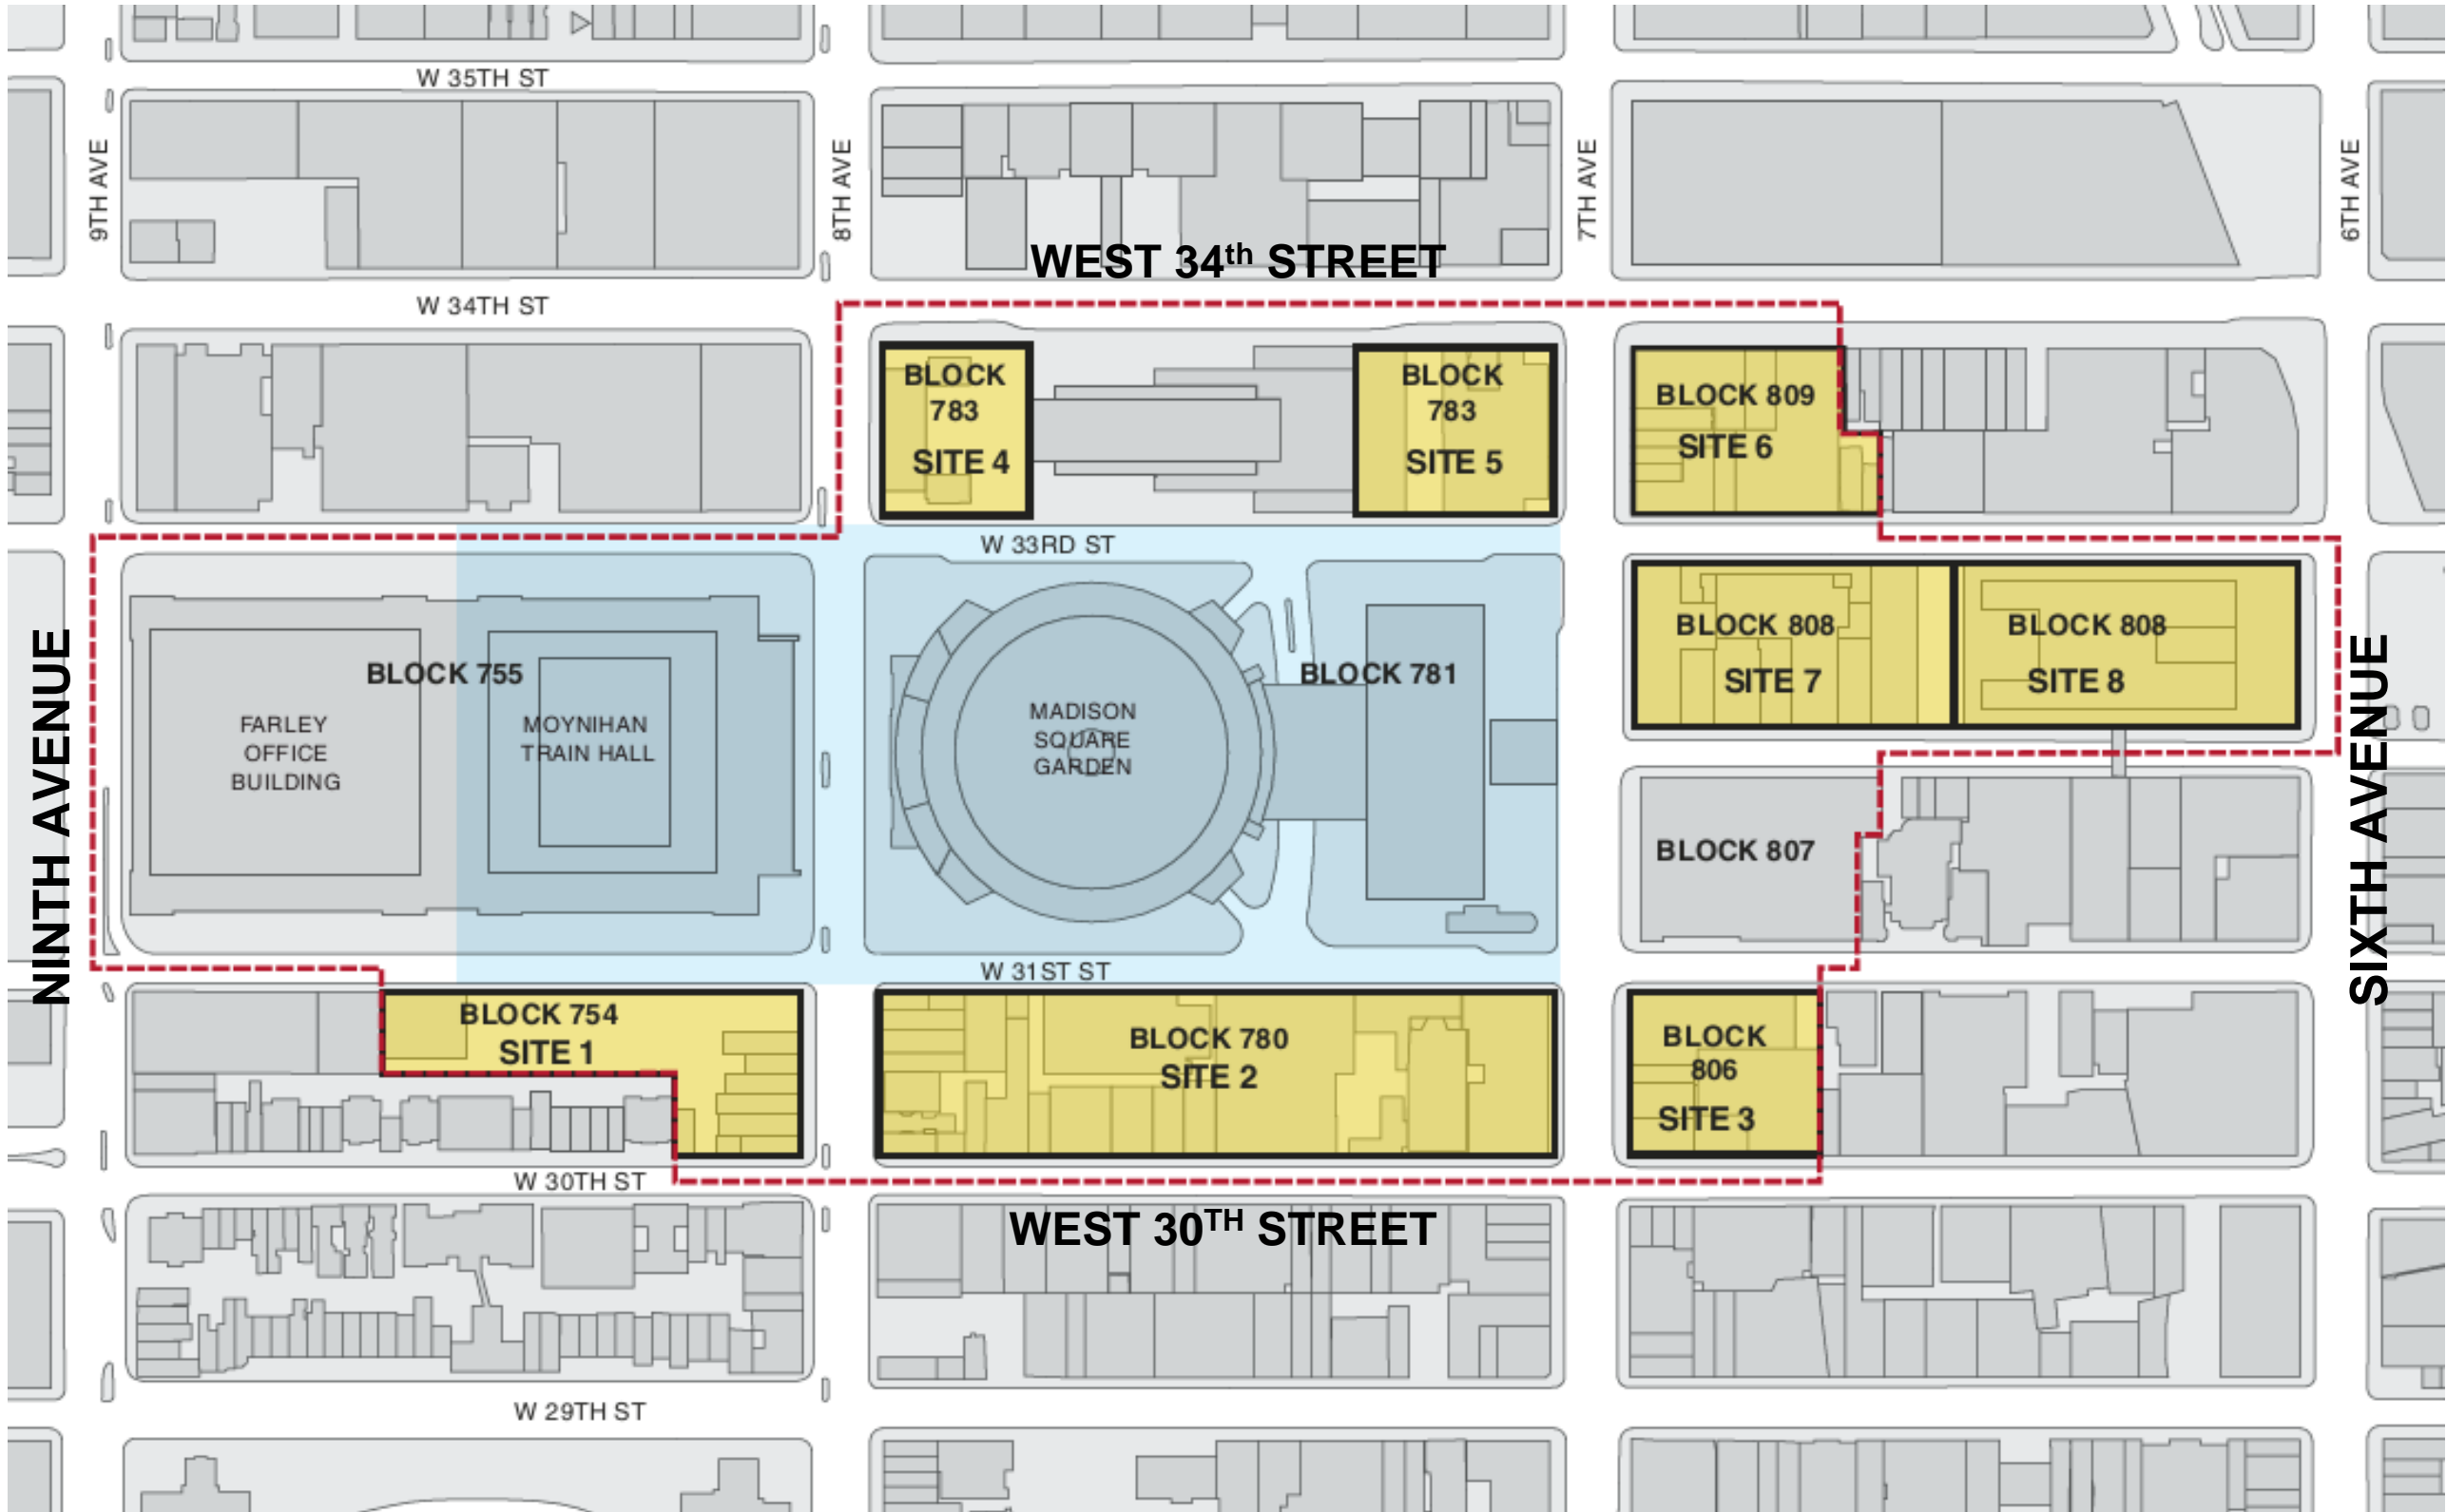 W 35TH ST
9TH AVE
8TH AVE
7TH AVE
6TH AVE
WEST 34th STREET
W 34TH ST
BLOCK
783
SITE 4
BLOCK
783
SITE 5
BLOCK 809
SITE 6
W 33RD ST
NINTH AVENUE
BLOCK 755
FARLEY
OFFICE
BUILDING
MOYNIHAN
TRAIN HALL
MADISON
SQUARE
GARDEN
BLOCK 781
BLOCK 808
SITE 7
BLOCK 808
SITE 8
SIXTH AVENUE
BLOCK 807
W 31ST ST
BLOCK 754
SITE 1
BLOCK 780
SITE 2
BLOCK
806
SITE 3
W 30TH ST
WEST 30TH STREET
W 29TH ST